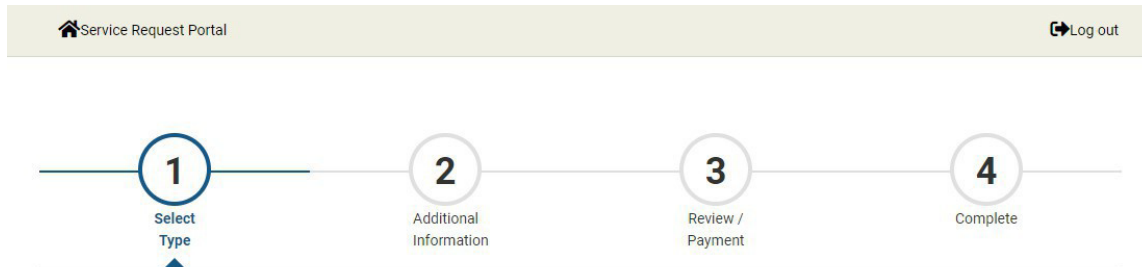 Service Request Portal
Log out
1
2
3
4
Select
Type
Additional
Information
Review /
Payment
Complete